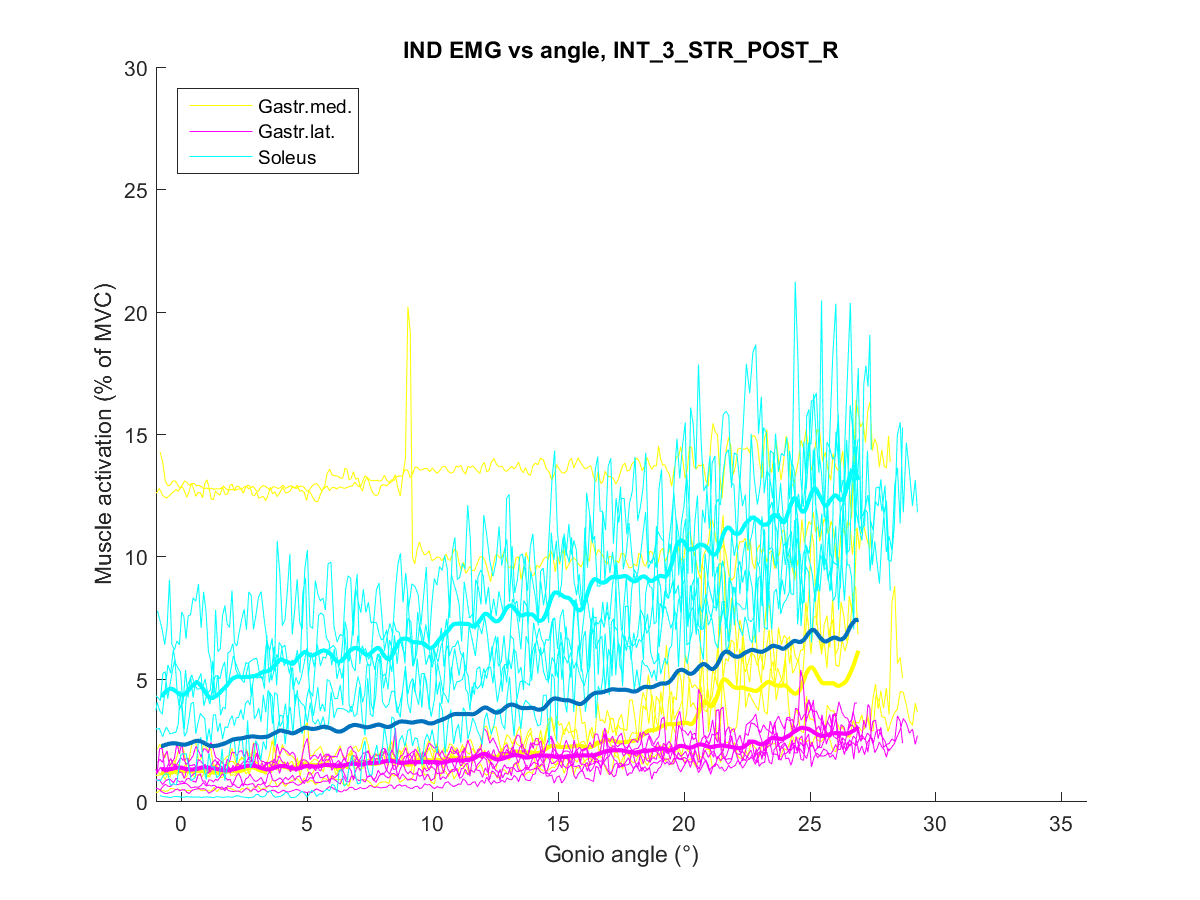 IND EMG vs angle, INT_3_STR_POST_R
30
25
20
15
10
5
0
Muscle activation (% of MVC)
Gastr.med.
Gastr.lat.
Soleus
0 5 10 15 20 25 30 35
Gonio angle (°)